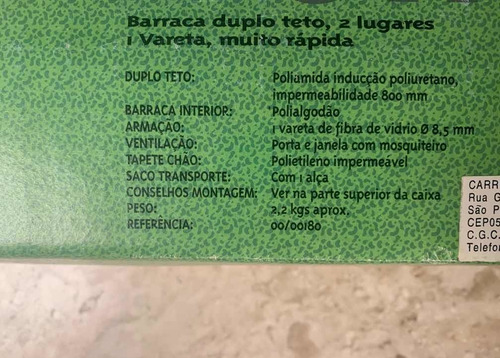 Barraca duplo teto, 2 lugares
1 Vareta, muito rápida
DUPLO TETO: Poliamida inducção poliuretano,
impermeabilidade 800 mm
BARRACA INTERIOR: Polialgodão
ARMAÇÃO: 1 vareta de fibra de vidrio Ø 8,5 mm
VENTILAÇÃO: Porta e janela com mosquiteiro
TAPETE CHÃO: Polietileno impermeável
SACO TRANSPORTE: Com 1 alça
CONSELHOS MONTAGEM: Ver na parte superior da caixa
PESO: 2,2 kgs aprox.
REFERÊNCIA: 00/00180
CARR
Rua G
São P
CEP05
C.G.C.
Telefon